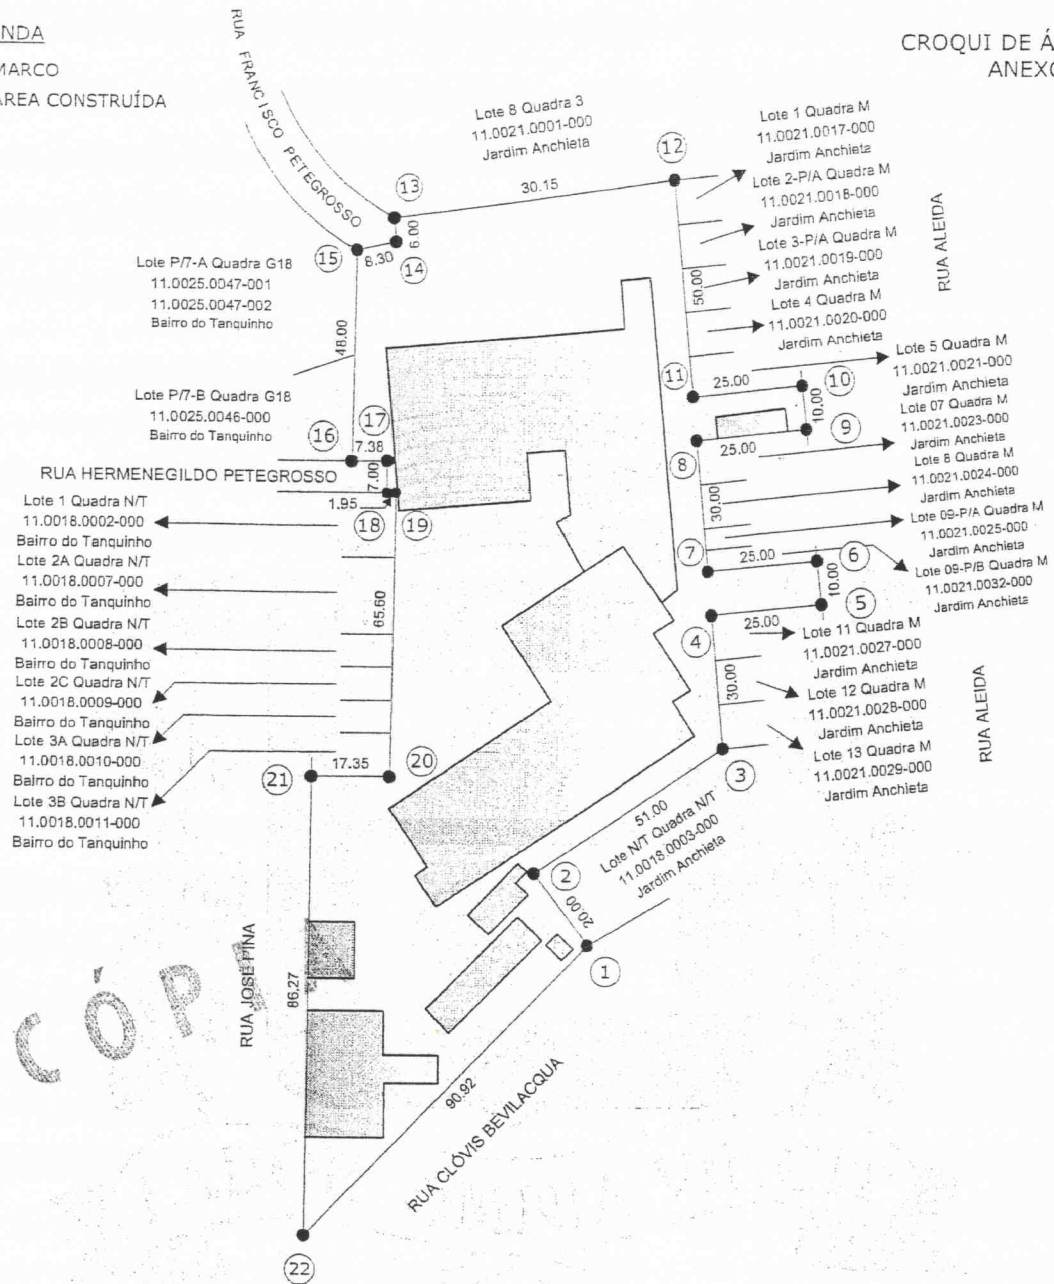 NDA
MARCO
AREA CONSTRUÍDA
CROQUI DE Á
ANEXO
RUA FRANCISCO PETEGROSSO
Lote 8 Quadra 3
11.0021.0001-000
Jardim Anchieta
12
13
30.15
6.00
15
8.30
14
Lote 1 Quadra M
11.0021.0017-000
Jardim Anchieta
Lote 2-P/A Quadra M
11.0021.0018-000
Jardim Anchieta
Lote 3-P/A Quadra M
11.0021.0019-000
Jardim Anchieta
Lote 4 Quadra M
11.0021.0020-000
Jardim Anchieta
RUA ALEIDA
50.00
Lote P/7-A Quadra G18
11.0025.0047-001
11.0025.0047-002
Bairro do Tanquinho
48.00
Lote P/7-B Quadra G18
11.0025.0046-000
Bairro do Tanquinho
11
25.00
10
10.00
9
8
25.00
Lote 5 Quadra M
11.0021.0021-000
Jardim Anchieta
Lote 07 Quadra M
11.0021.0023-000
Jardim Anchieta
Lote 8 Quadra M
11.0021.0024-000
Jardim Anchieta
Lote 09-P/A Quadra M
11.0021.0025-000
Jardim Anchieta
Lote 09-P/B Quadra M
11.0021.0032-000
Jardim Anchieta
16
17
7.38
RUA HERMENEGILDO PETEGROSSO
7.00
1.95
18
19
30.00
7
25.00
6
10.00
5
4
25.00
Lote 1 Quadra N/T
11.0018.0002-000
Bairro do Tanquinho
Lote 2A Quadra N/T
11.0018.0007-000
Bairro do Tanquinho
Lote 2B Quadra N/T
11.0018.0008-000
Bairro do Tanquinho
Lote 2C Quadra N/T
11.0018.0009-000
Bairro do Tanquinho
Lote 3A Quadra N/T
11.0018.0010-000
Bairro do Tanquinho
Lote 3B Quadra N/T
11.0018.0011-000
Bairro do Tanquinho
65.60
Lote 11 Quadra M
11.0021.0027-000
Jardim Anchieta
Lote 12 Quadra M
11.0021.0028-000
Jardim Anchieta
Lote 13 Quadra M
11.0021.0029-000
Jardim Anchieta
RUA ALEIDA
30.00
3
21
17.35
20
51.00
Lote N/T Quadra N/T
11.0018.0003-000
Jardim Anchieta
2
20.00
1
RUA JOSÉ PINA
86.27
CÓPI
90.92
RUA CLÓVIS BEVILACQUA
22